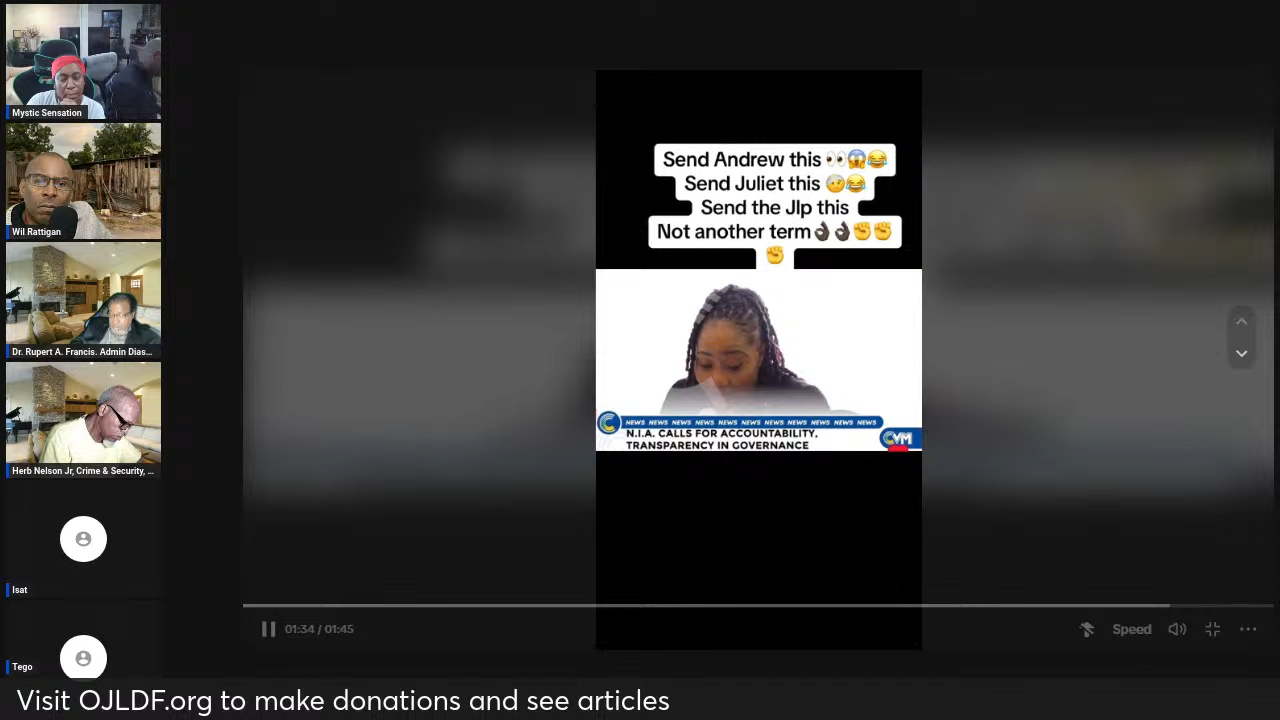 Mystic Sensation
Wil Rattigan
Dr. Rupert A. Francis. Admin Dias...
Herb Nelson Jr, Crime & Security, ...
Isat
Tego
Send Andrew this 👀😱😂
Send Juliet this 🤕😂
Send the Jlp this
Not another term👌🏿👌🏿✊✊
✊
NEWS NEWS NEWS NEWS NEWS NEWS NEWS NEWS NEWS NEWS NEWS
N.I.A. CALLS FOR ACCOUNTABILITY,
TRANSPARENCY IN GOVERNANCE
CVM
01:34 / 01:45
Speed
Visit OJLDF.org to make donations and see articles